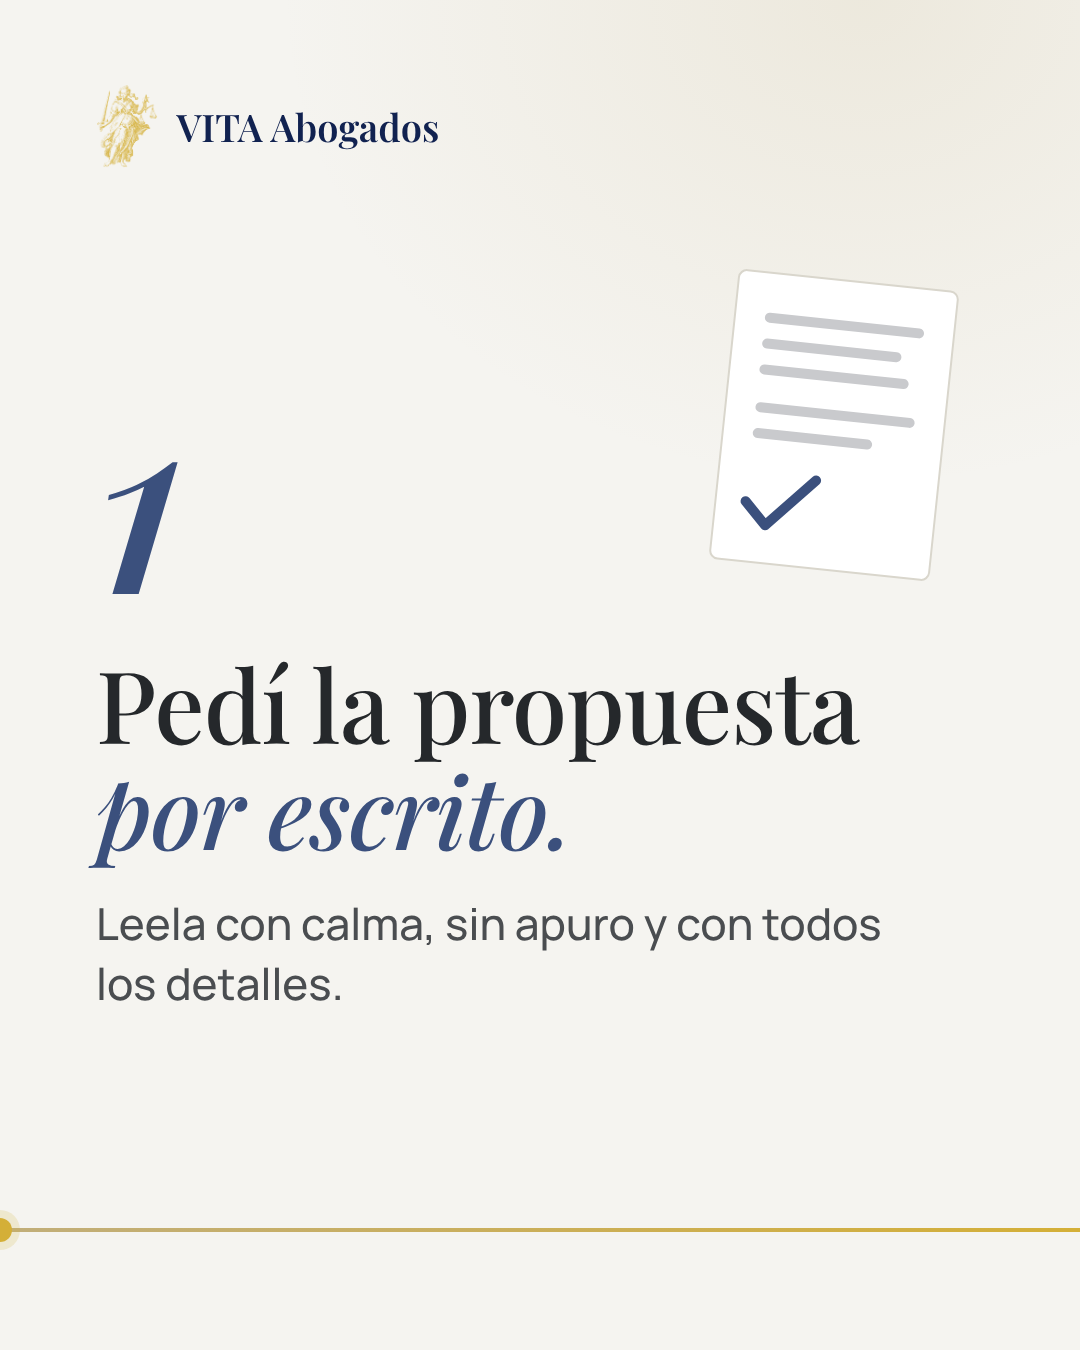 VITA Abogados
1
Pedí la propuesta
por escrito.
Leela con calma, sin apuro y con todos
los detalles.